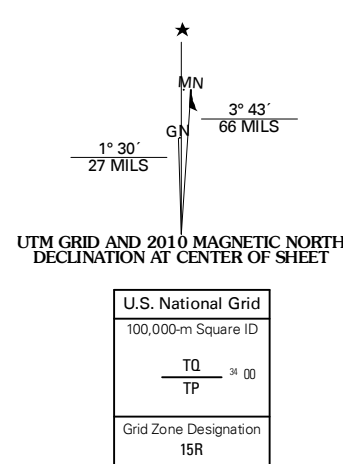 MN
3° 43´
66 MILS
GN
1° 30´
27 MILS
UTM GRID AND 2010 MAGNETIC NORTH
DECLINATION AT CENTER OF SHEET
U.S. National Grid
100,000-m Square ID
TQ
34 00
TP
Grid Zone Designation
15R